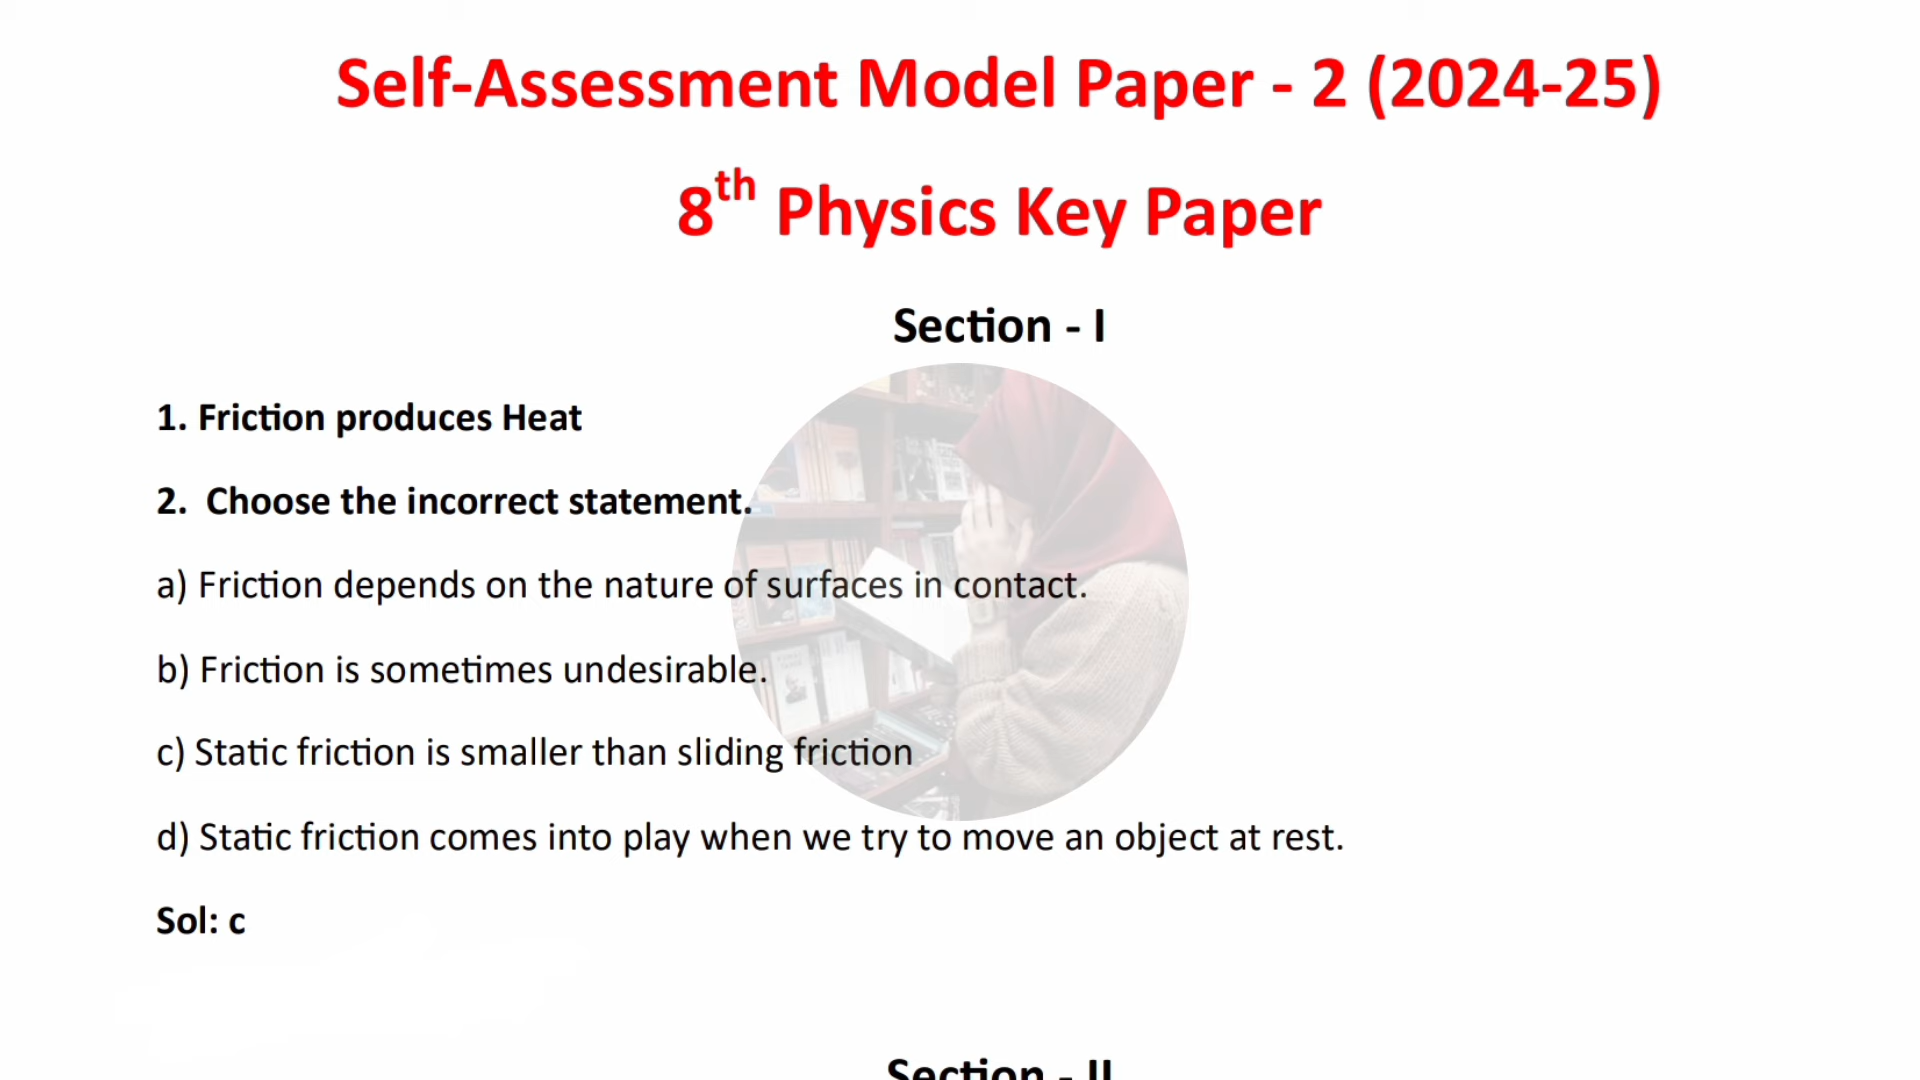 Self-Assessment Model Paper - 2 (2024-25)
8th Physics Key Paper
Section - I
1. Friction produces Heat
2. Choose the incorrect statement.
a) Friction depends on the nature of surfaces in contact.
b) Friction is sometimes undesirable.
c) Static friction is smaller than sliding friction
d) Static friction comes into play when we try to move an object at rest.
Sol: c
Section - II